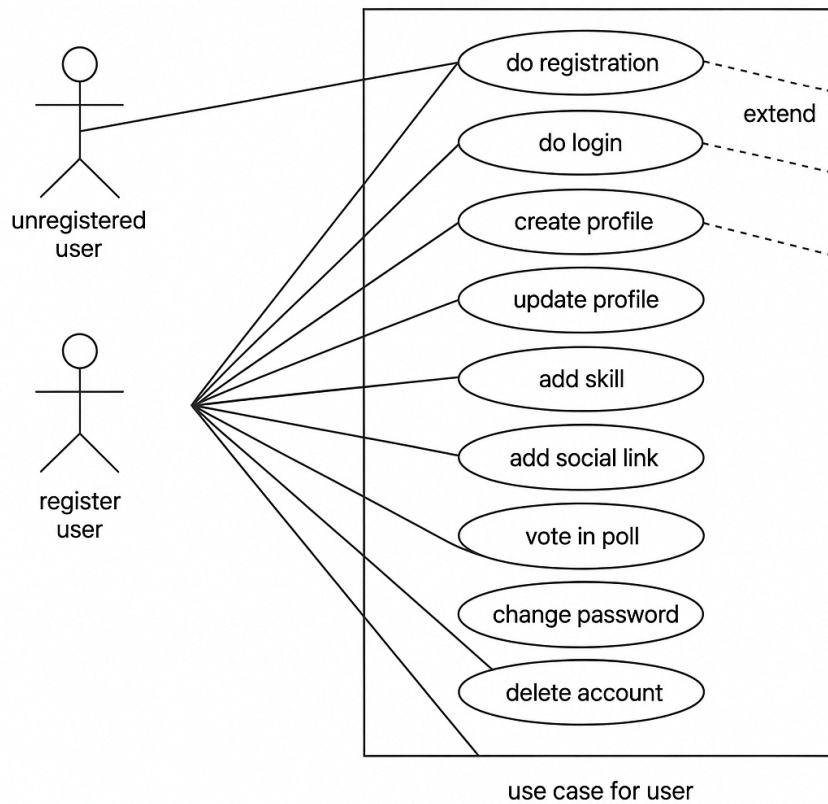 do registration
extend
do login
unregistered
user
create profile
update profile
add skill
add social link
register
user
vote in poll
change password
delete account
use case for user